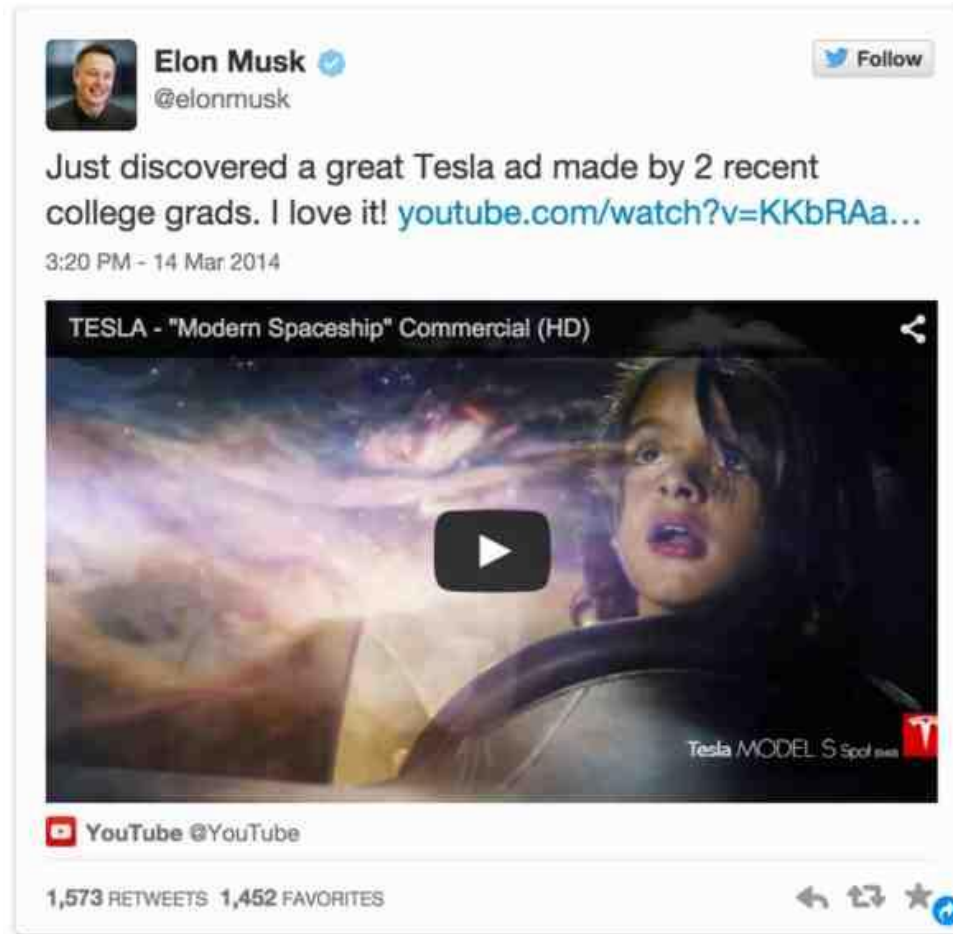 Elon Musk
Follow
@elonmusk
Just discovered a great Tesla ad made by 2 recent
college grads. I love it! youtube.com/watch?v=KKbRAa...
3:20 PM - 14 Mar 2014
TESLA - "Modern Spaceship" Commercial (HD)
Tesla MODEL S Spot
YouTube @YouTube
1,573 RETWEETS 1,452 FAVORITES